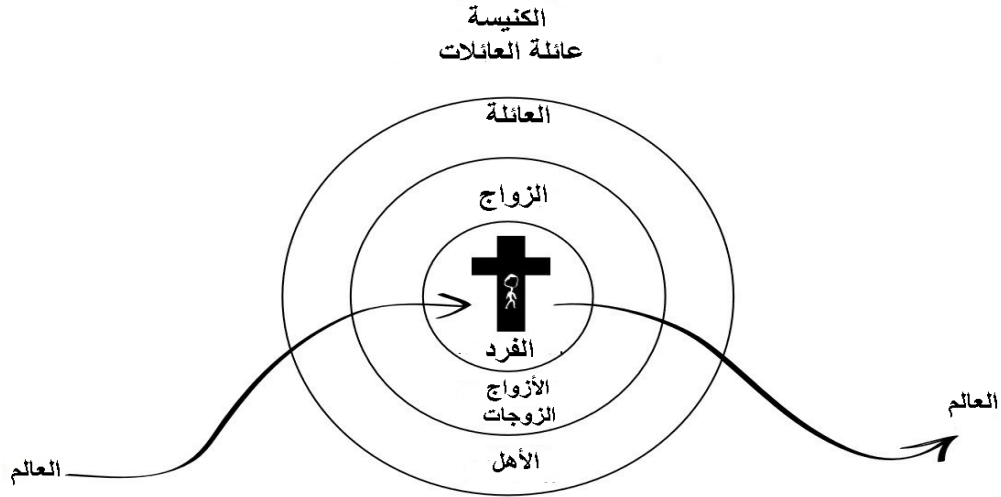 الكنيسة
عائلة العائلات
العائلة
الزواج
الفرد
الأزواج
الزوجات
العالم
الأهل
العالم